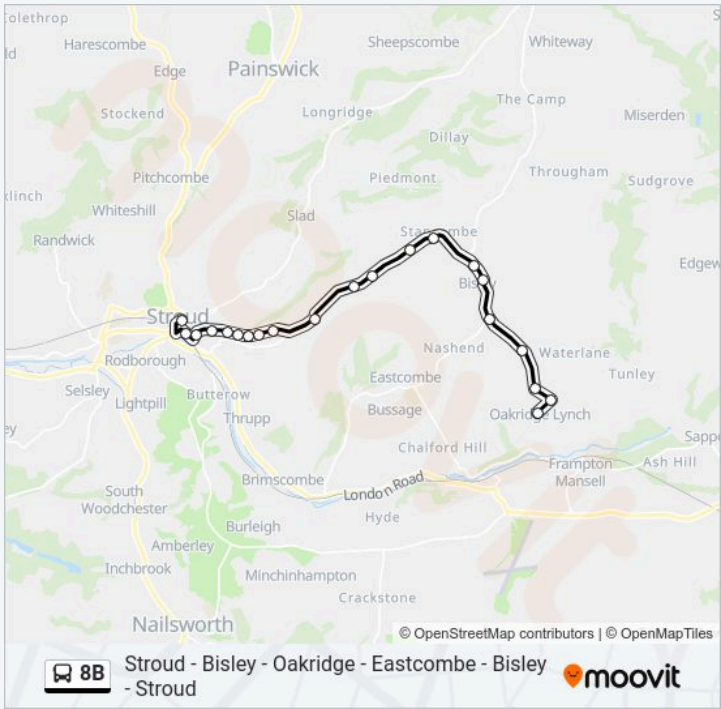 Colethrop
Harescombe
Sheepscombe
Whiteway
Edge
Painswick
The Camp
Longridge
Stockend
Miserden
Dillay
Piedmont
Througham
Pitchcombe
Sudgrove
Whiteshill
Slad
Randwick
Stancombe
Bisley
Stroud
Nashend
Waterlane
Rodborough
Eastcombe
Tunley
Selsley
Butterow
Lightpill
Bussage
Oakridge Lynch
Thrupp
Chalford Hill
Ash Hill
Frampton
Mansell
Brimscombe
London Road
South
Woodchester
Hyde
Burleigh
Amberley
Inchbrook
Minchinhampton
Crackstone
Nailsworth
© OpenStreetMap contributors | © OpenMapTiles
8B
Stroud - Bisley - Oakridge - Eastcombe - Bisley
- Stroud
moovit